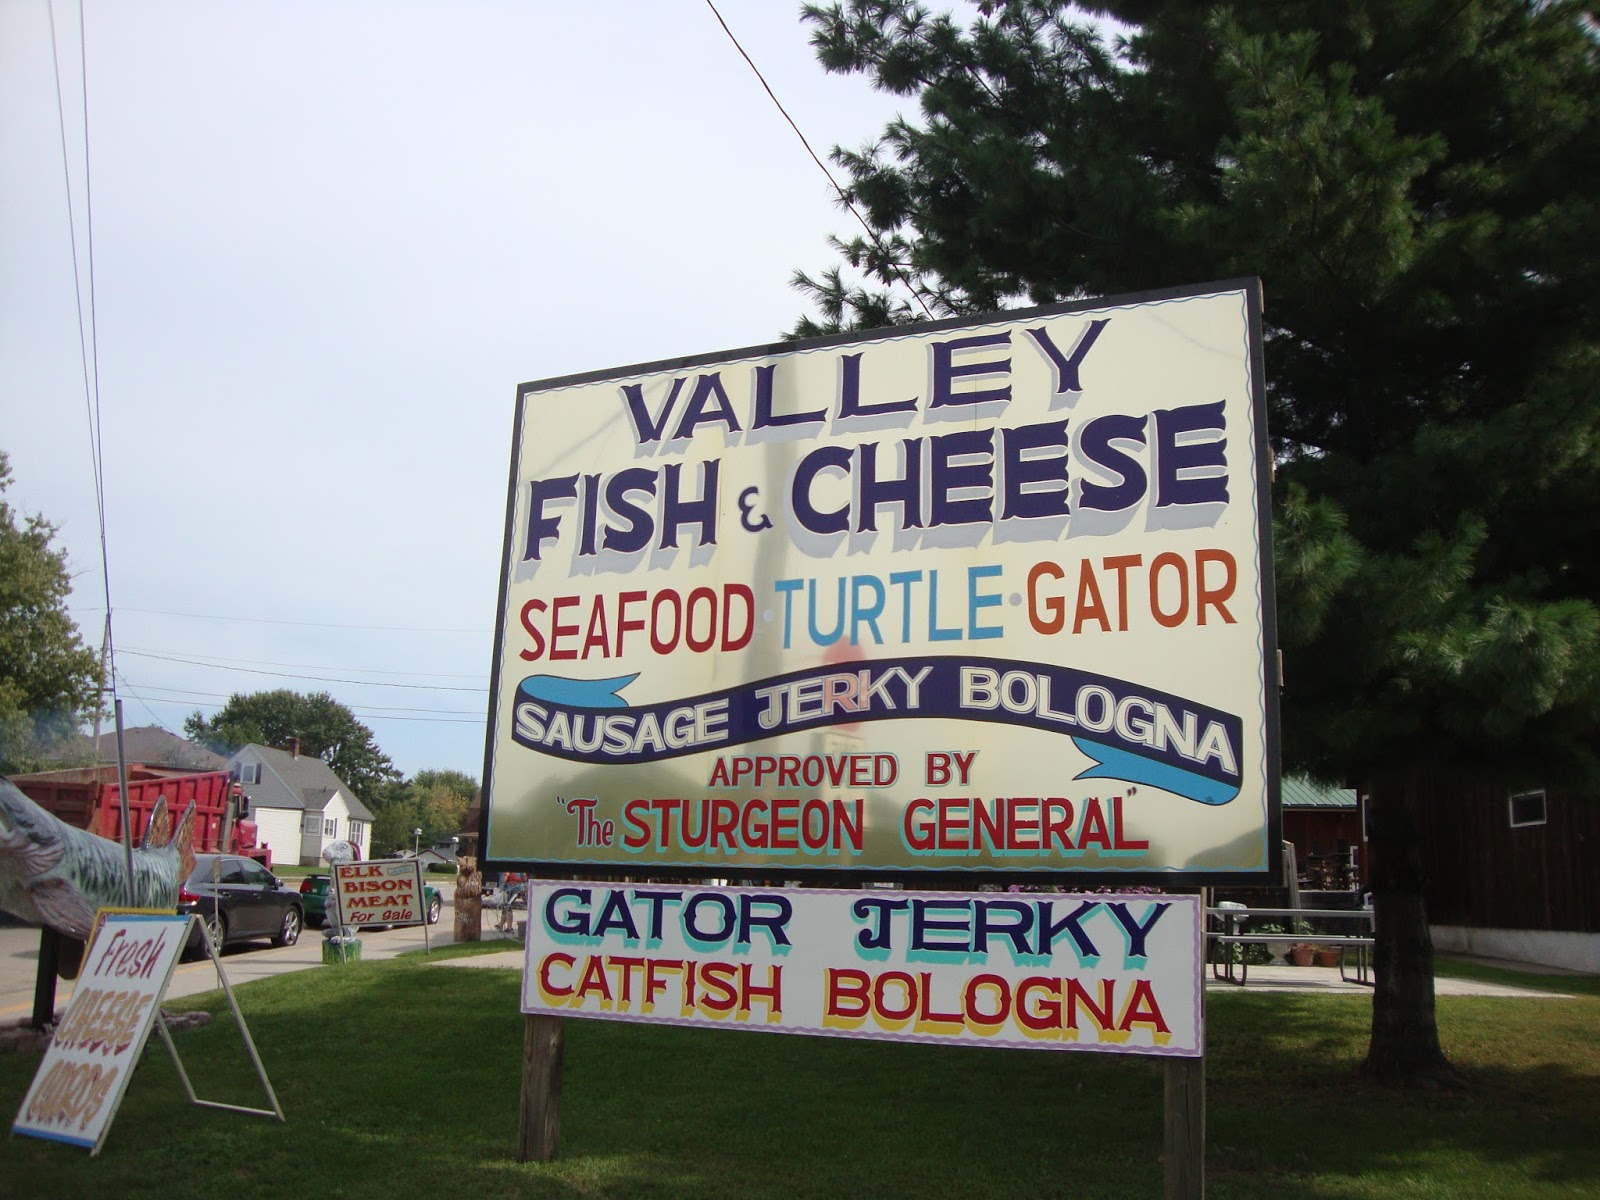 VALLEY
FISH & CHEESE
SEAFOOD · TURTLE · GATOR
SAUSAGE JERKY BOLOGNA
APPROVED BY
"The STURGEON GENERAL"
GATOR JERKY
CATFISH BOLOGNA
ELK
BISON
MEAT
For Sale
Fresh
CHEESE
CURDS